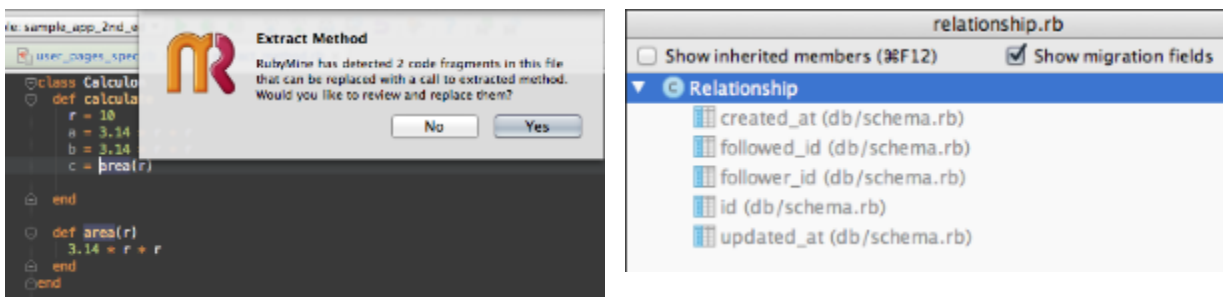 le: sample_app_2nd_e
user_pages_spec
Extract Method
RubyMine has detected 2 code fragments in this file
that can be replaced with a call to extracted method.
Would you like to review and replace them?
No Yes
class Calculo
def calcula
r = 10
a = 3.14
b = 3.14
c = area(r)
end
def area(r)
3.14 * r * r
end
end
relationship.rb
Show inherited members (⌘F12) Show migration fields
Relationship
created_at (db/schema.rb)
followed_id (db/schema.rb)
follower_id (db/schema.rb)
id (db/schema.rb)
updated_at (db/schema.rb)